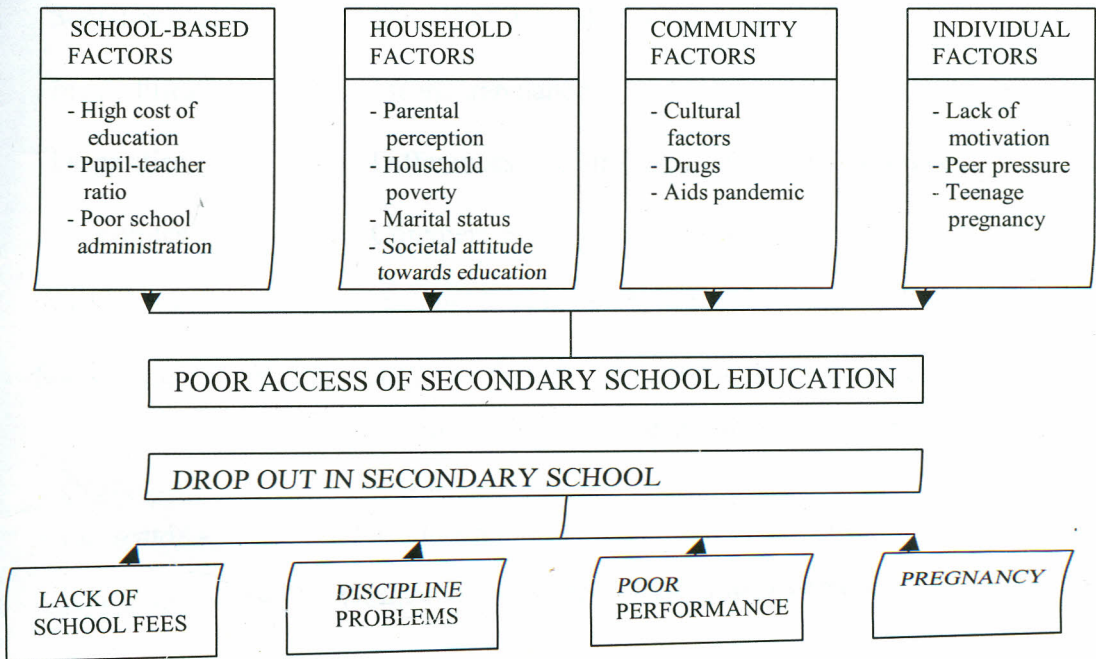 SCHOOL-BASED
FACTORS
- High cost of
education
- Pupil-teacher
ratio
- Poor school
administration
HOUSEHOLD
FACTORS
- Parental
perception
- Household
poverty
- Marital status
- Societal attitude
towards education
COMMUNITY
FACTORS
- Cultural
factors
- Drugs
- Aids pandemic
INDIVIDUAL
FACTORS
- Lack of
motivation
- Peer pressure
- Teenage
pregnancy
POOR ACCESS OF SECONDARY SCHOOL EDUCATION
DROP OUT IN SECONDARY SCHOOL
LACK OF
SCHOOL FEES
DISCIPLINE
PROBLEMS
POOR
PERFORMANCE
PREGNANCY